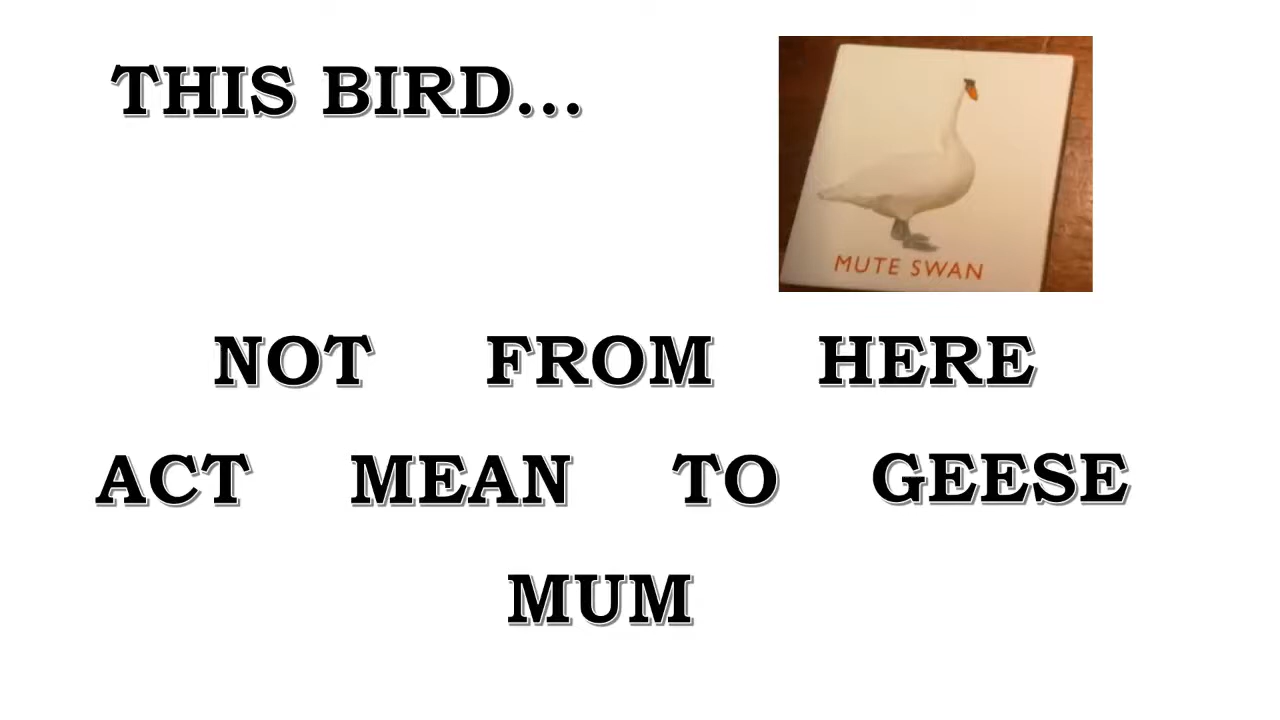 THIS BIRD...
MUTE SWAN
NOT FROM HERE
ACT MEAN TO GEESE
MUM